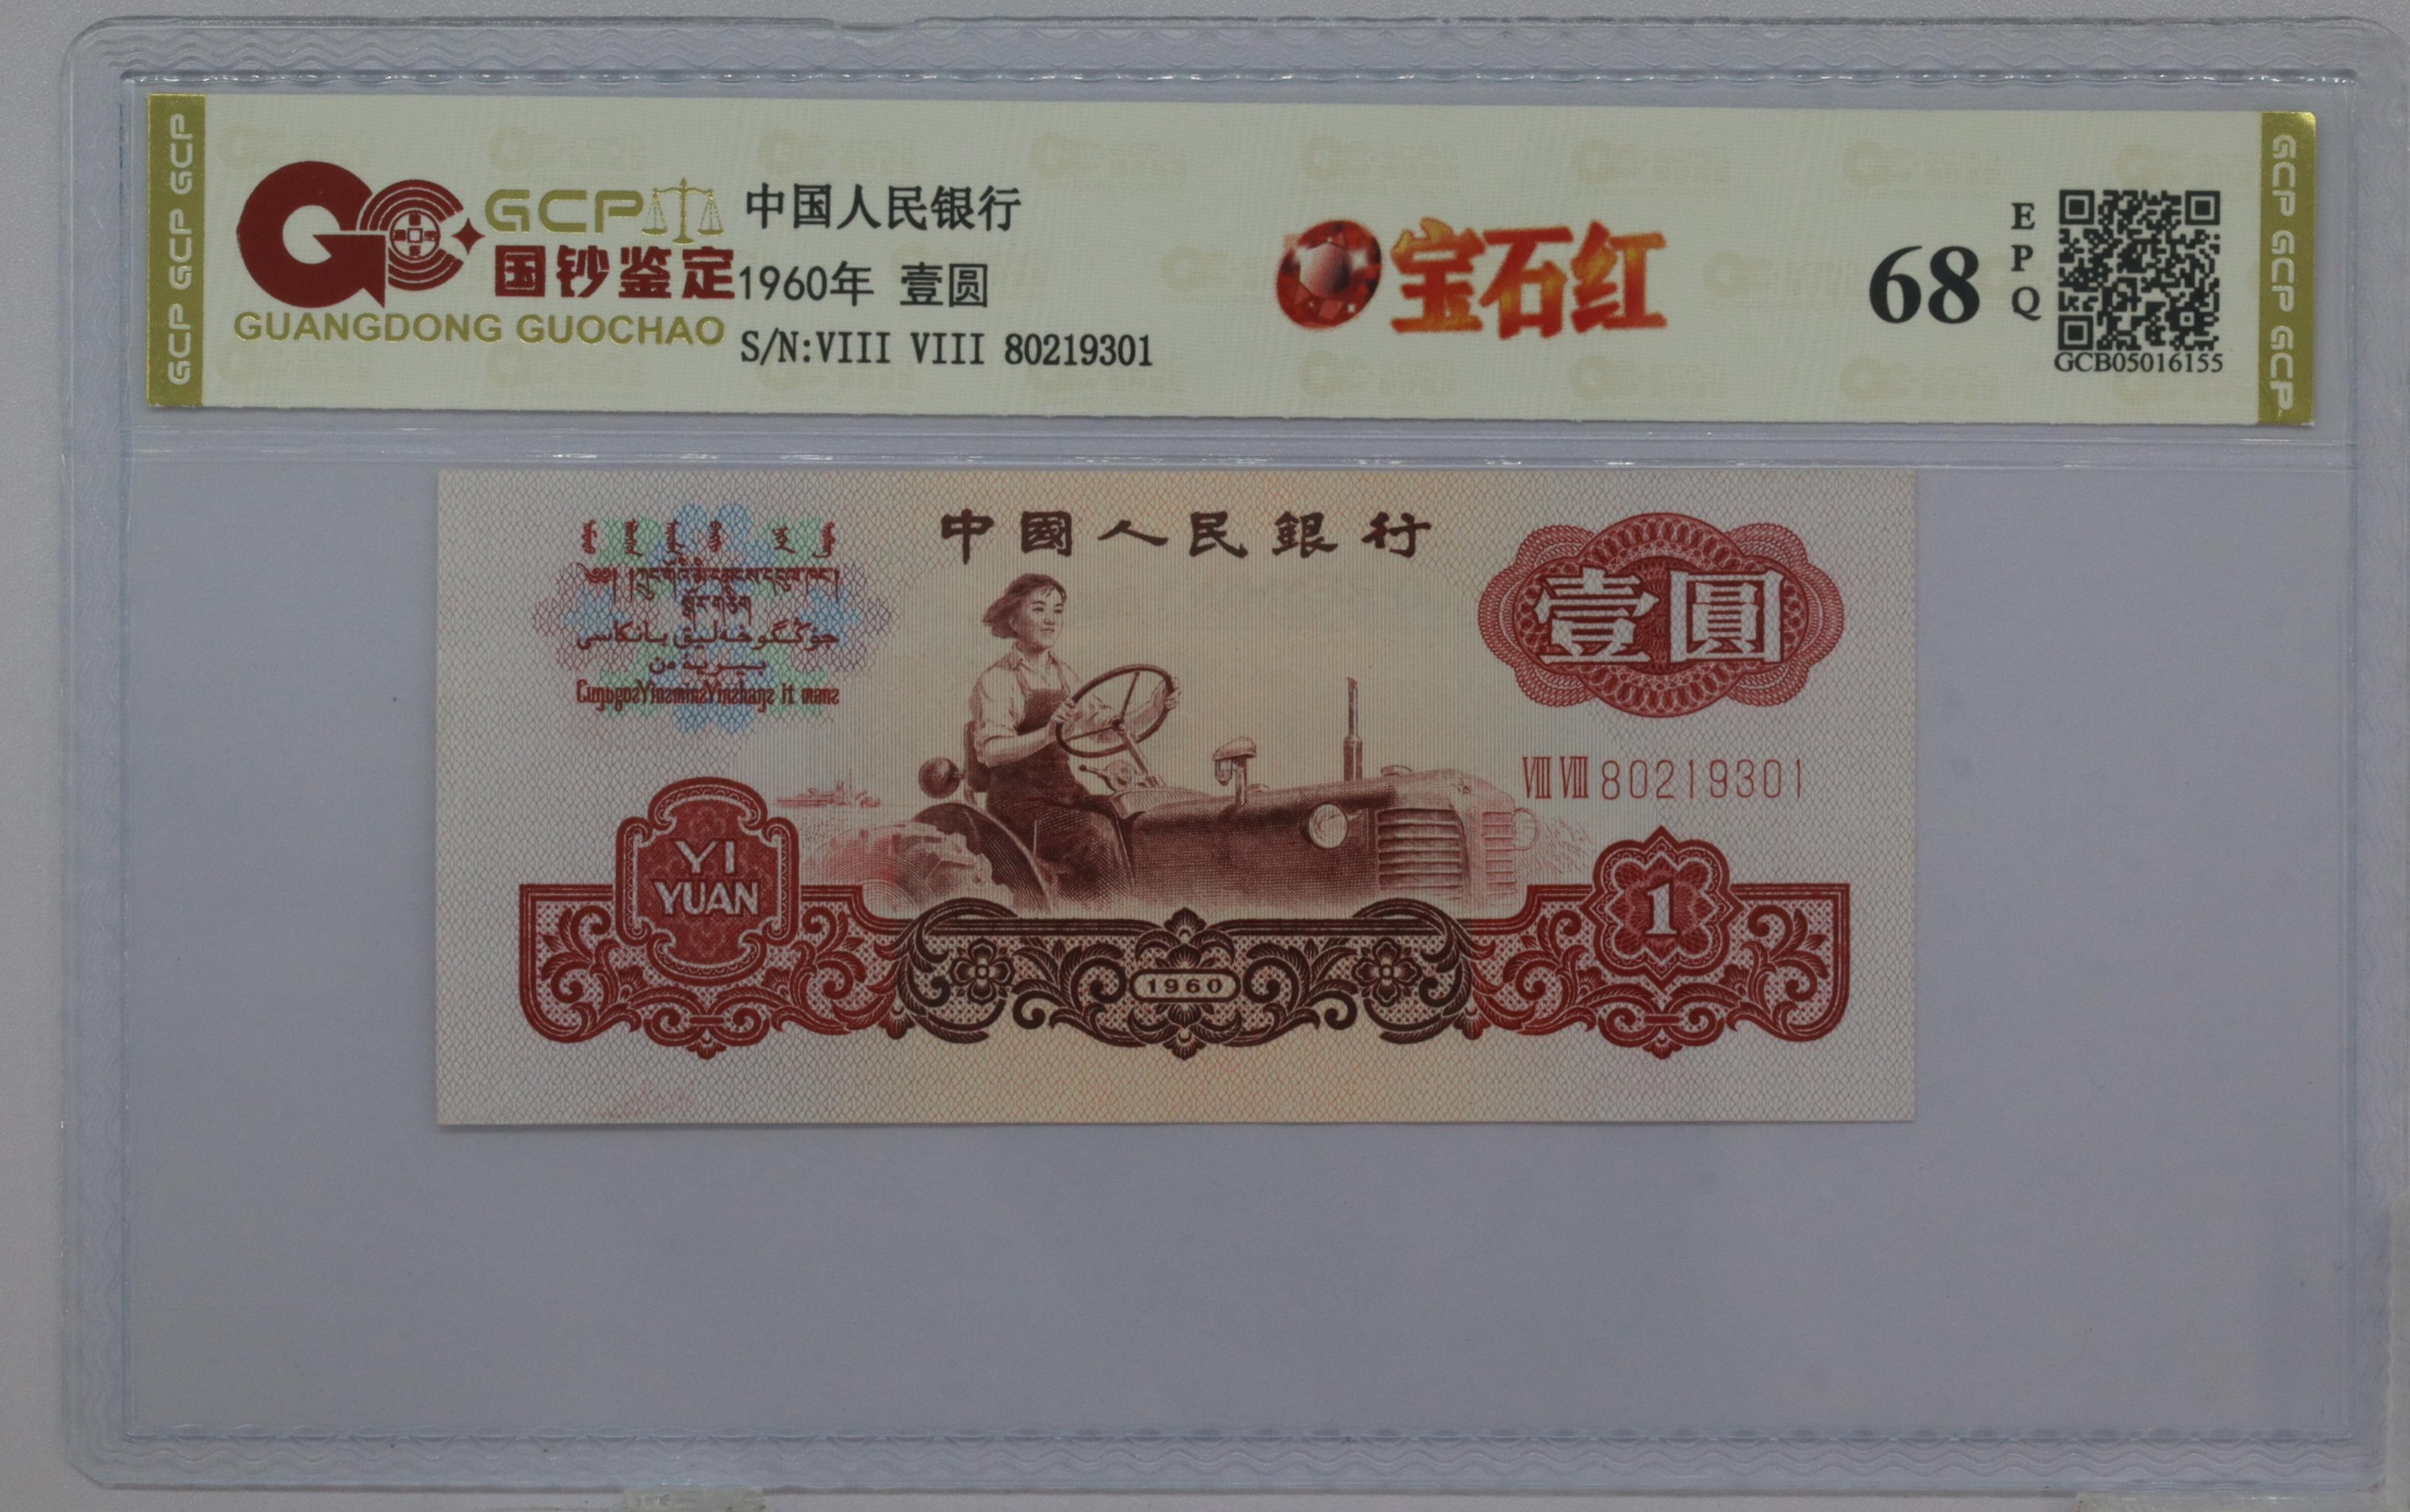 GCP GCP GCP
GCP
国钞鉴定
GUANGDONG GUOCHAO
中国人民银行
1960年 壹圆
S/N:VIII VIII 80219301
宝石红
68
EPQ
GCB05016155
GCP GCP GCP
中國人民銀行
壹圓
VIII VIII 80219301
YI
YUAN
1960
1